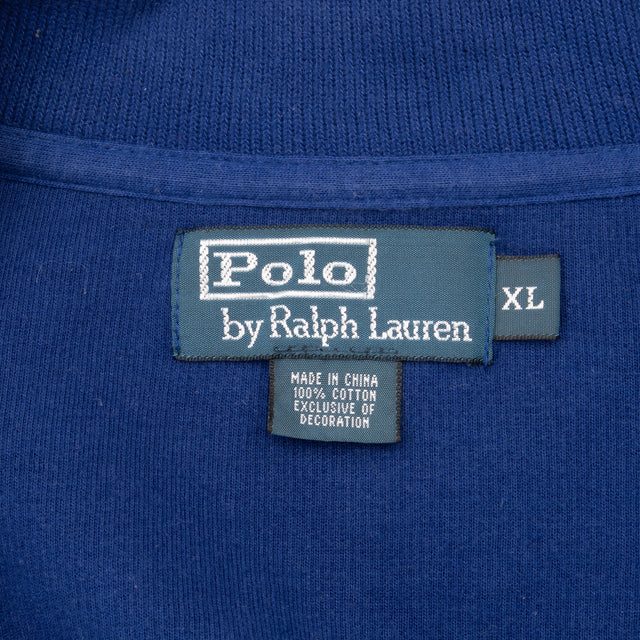 Polo
by Ralph Lauren
XL
MADE IN CHINA
100% COTTON
EXCLUSIVE OF
DECORATION